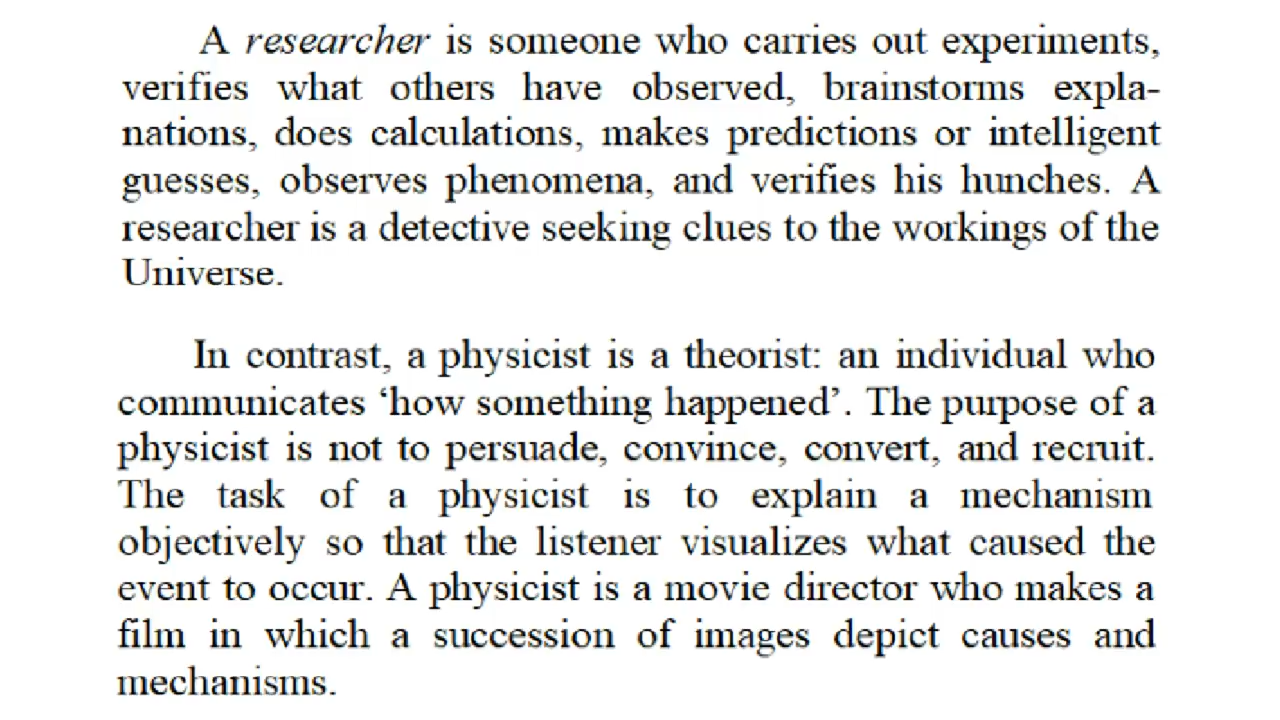 A researcher is someone who carries out experiments,
verifies what others have observed, brainstorms expla-
nations, does calculations, makes predictions or intelligent
guesses, observes phenomena, and verifies his hunches. A
researcher is a detective seeking clues to the workings of the
Universe.
In contrast, a physicist is a theorist: an individual who
communicates ‘how something happened’. The purpose of a
physicist is not to persuade, convince, convert, and recruit.
The task of a physicist is to explain a mechanism
objectively so that the listener visualizes what caused the
event to occur. A physicist is a movie director who makes a
film in which a succession of images depict causes and
mechanisms.